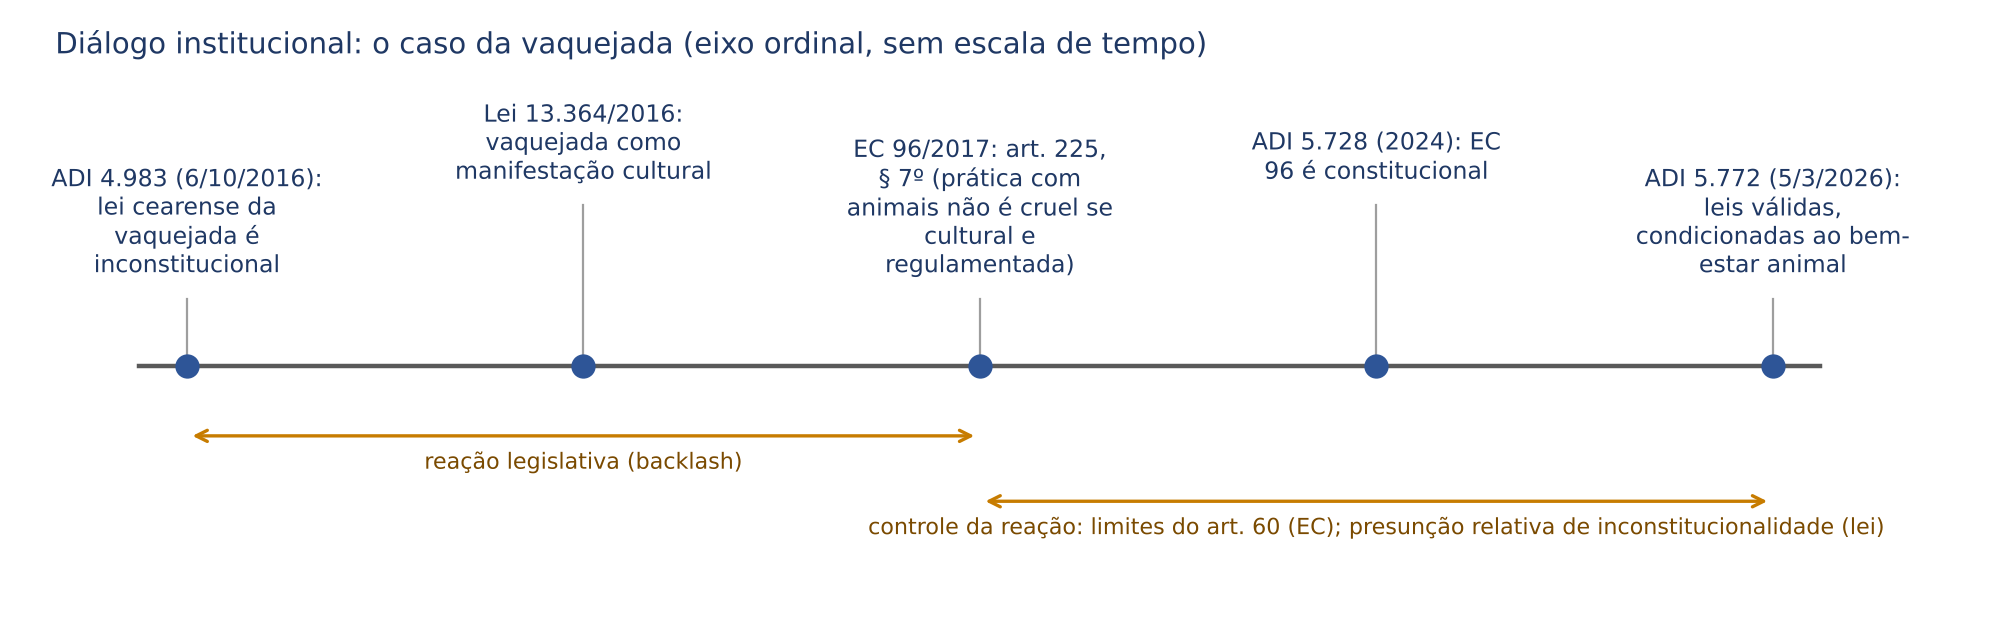 Diálogo institucional: o caso da vaquejada (eixo ordinal, sem escala de tempo)
ADI 4.983 (6/10/2016):
lei cearense da
vaquejada é
inconstitucional
Lei 13.364/2016:
vaquejada como
manifestação cultural
EC 96/2017: art. 225,
§ 7º (prática com
animais não é cruel se
cultural e
regulamentada)
ADI 5.728 (2024): EC
96 é constitucional
ADI 5.772 (5/3/2026):
leis válidas,
condicionadas ao bem-
estar animal
reação legislativa (backlash)
controle da reação: limites do art. 60 (EC); presunção relativa de inconstitucionalidade (lei)